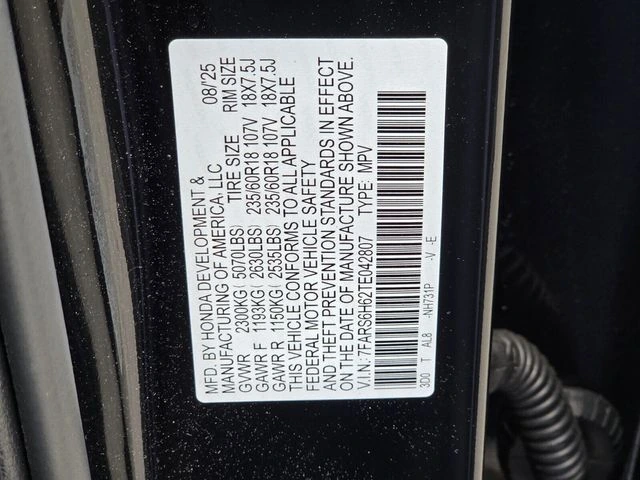 MFD. BY HONDA DEVELOPMENT & 08/'25
MANUFACTURING OF AMERICA, LLC
TIRE SIZE RIM SIZE
GVWR 2300KG( 5070LBS)
GAWR F 1193KG( 2630LBS) 235/60R18 107V 18X7.5J
GAWR R 1150KG( 2535LBS) 235/60R18 107V 18X7.5J
THIS VEHICLE CONFORMS TO ALL APPLICABLE
FEDERAL MOTOR VEHICLE SAFETY
AND THEFT PREVENTION STANDARDS IN EFFECT
ON THE DATE OF MANUFACTURE SHOWN ABOVE.
V.I.N.: 7FARS6H62TE042807 TYPE: MPV
3D0 T AL8 -NH731P -V -E